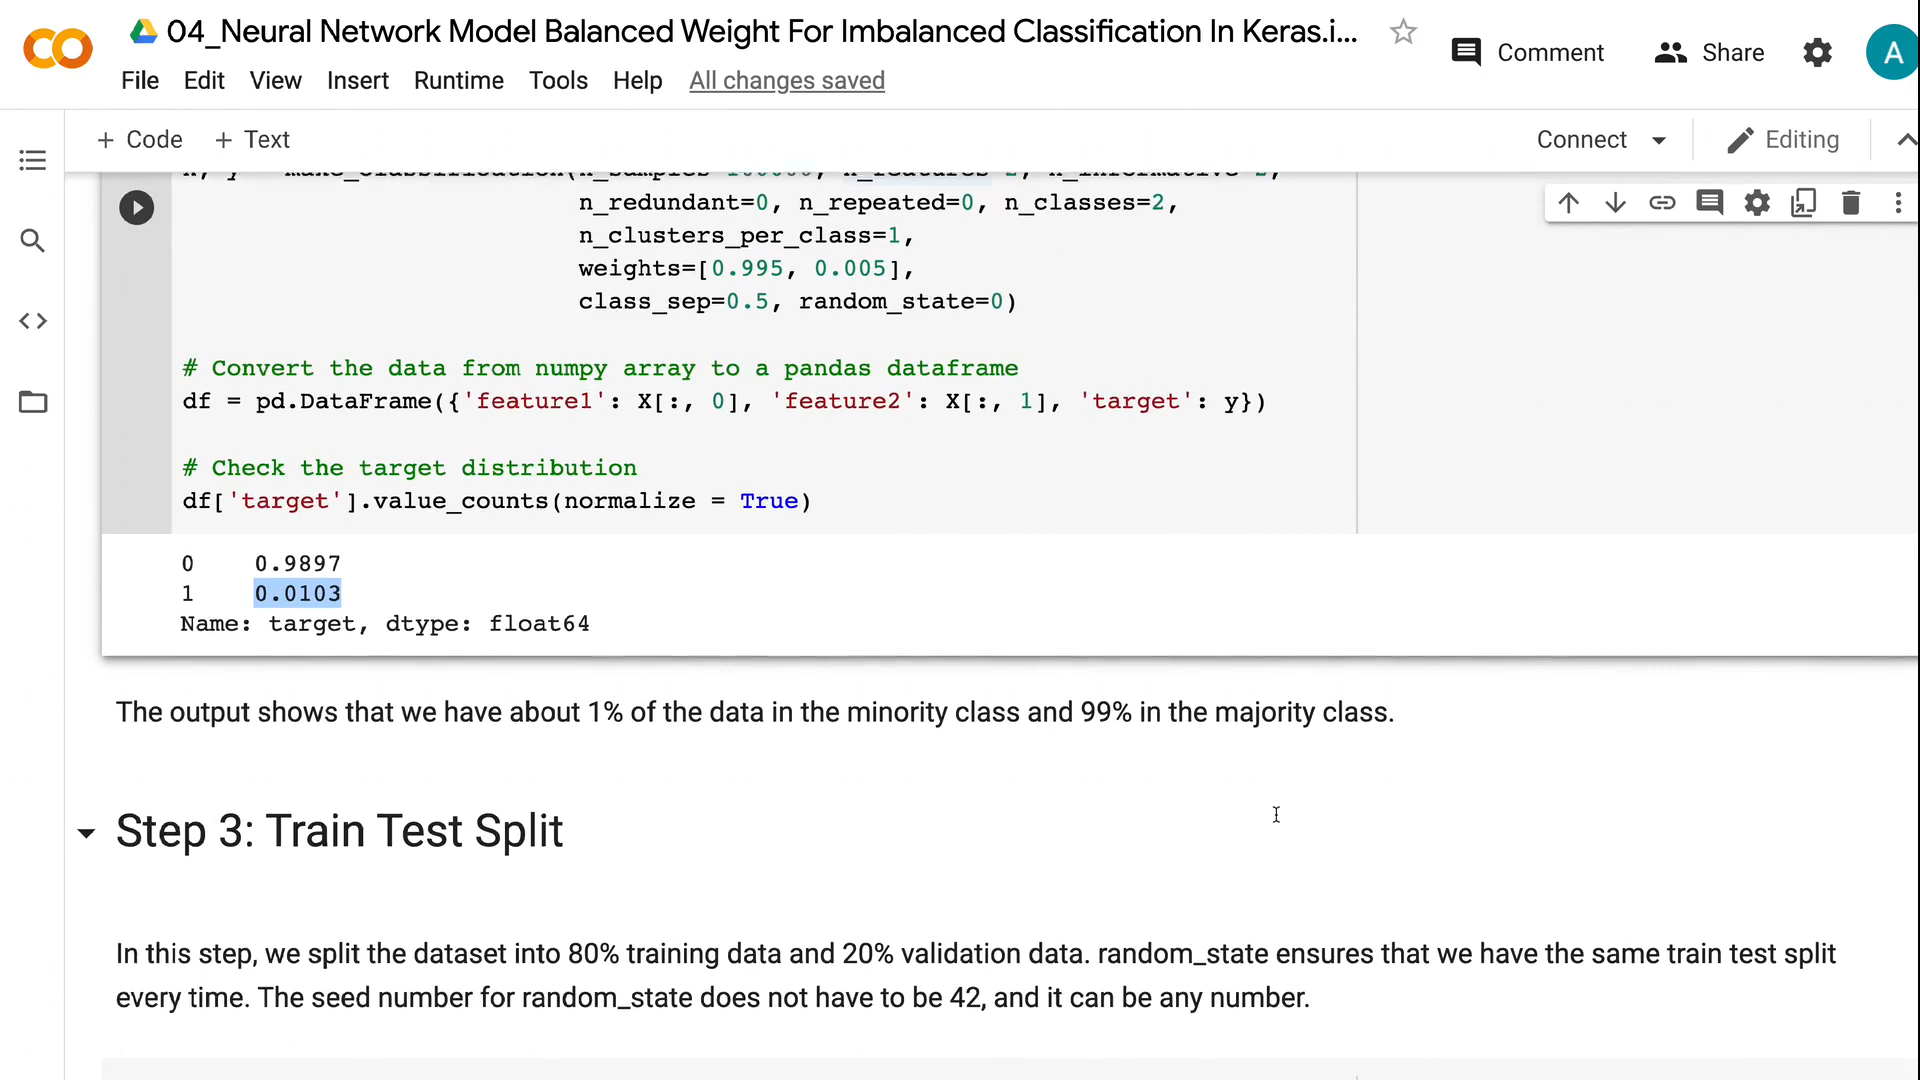 04_Neural Network Model Balanced Weight For Imbalanced Classification In Keras.i...
Comment
Share
A
File Edit View Insert Runtime Tools Help All changes saved
+ Code + Text
Connect
Editing
n_redundant=0, n_repeated=0, n_classes=2,
n_clusters_per_class=1,
weights=[0.995, 0.005],
class_sep=0.5, random_state=0)
# Convert the data from numpy array to a pandas dataframe
df = pd.DataFrame({'feature1': X[:, 0], 'feature2': X[:, 1], 'target': y})
# Check the target distribution
df['target'].value_counts(normalize = True)
0 0.9897
1 0.0103
Name: target, dtype: float64
The output shows that we have about 1% of the data in the minority class and 99% in the majority class.
Step 3: Train Test Split
In this step, we split the dataset into 80% training data and 20% validation data. random_state ensures that we have the same train test split
every time. The seed number for random_state does not have to be 42, and it can be any number.